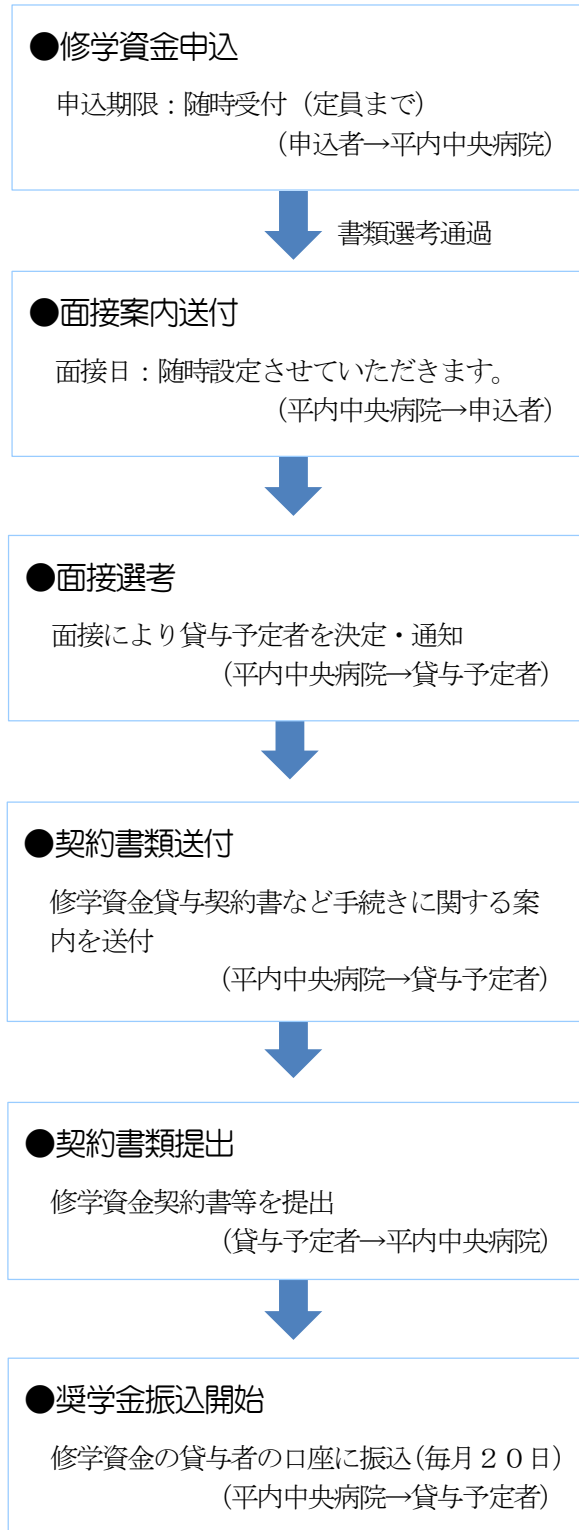 ●修学資金申込
申込期限：随時受付（定員まで）
（申込者→平内中央病院）
書類選考通過
●面接案内送付
面接日：随時設定させていただきます。
（平内中央病院→申込者）
●面接選考
面接により貸与予定者を決定・通知
（平内中央病院→貸与予定者）
●契約書類送付
修学資金貸与契約書など手続きに関する案
内を送付
（平内中央病院→貸与予定者）
●契約書類提出
修学資金契約書等を提出
（貸与予定者→平内中央病院）
●奨学金振込開始
修学資金の貸与者の口座に振込（毎月２０日）
（平内中央病院→貸与予定者）